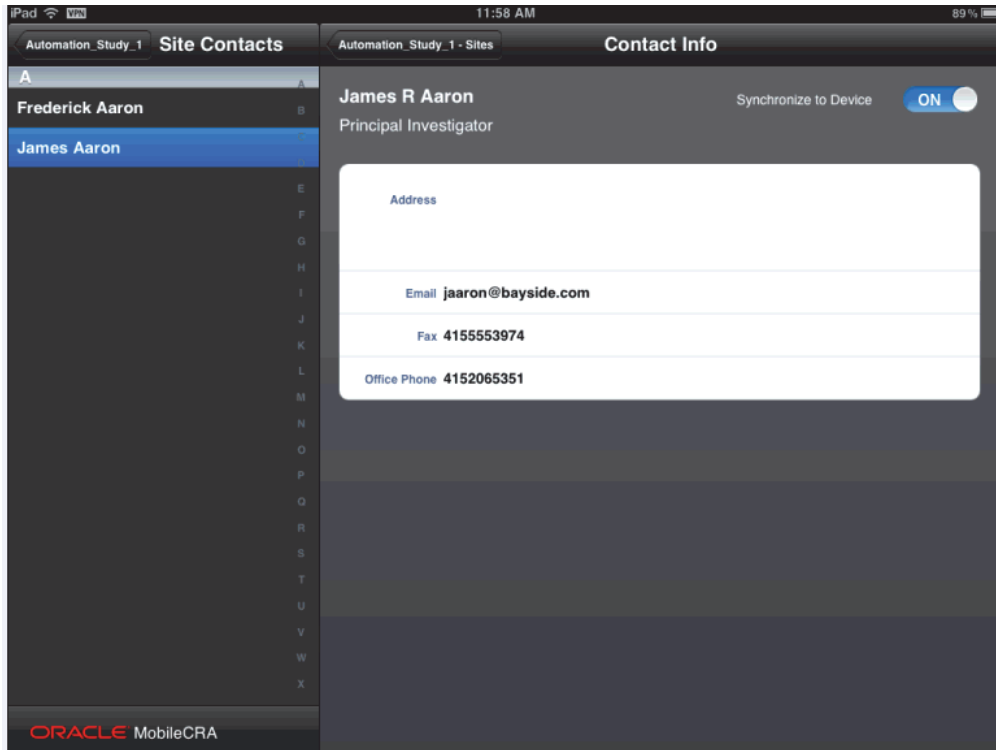 iPad VPN 11:58 AM 89%
Automation_Study_1 Site Contacts
A
Frederick Aaron
James Aaron
A
B
C
D
E
F
G
H
I
J
K
L
M
N
O
P
Q
R
S
T
U
V
W
X
ORACLE MobileCRA
Automation_Study_1 - Sites Contact Info
James R Aaron
Synchronize to Device ON
Principal Investigator
Address
Email jaaron@bayside.com
Fax 4155553974
Office Phone 4152065351